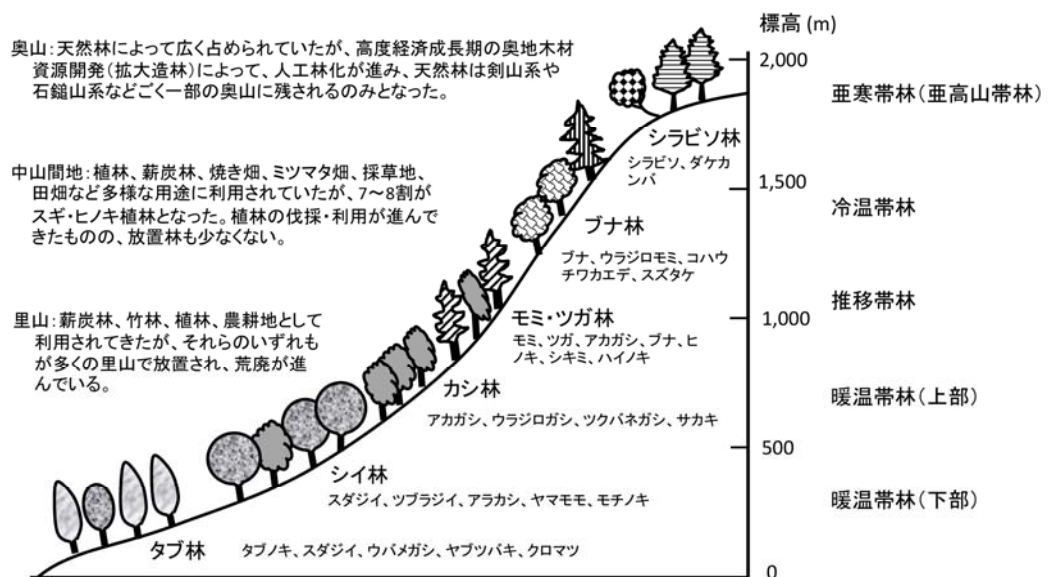 標高 (m)
奥山：天然林によって広く占められていたが、高度経済成長期の奥地木材
資源開発（拡大造林）によって、人工林化が進み、天然林は剣山系や
石鎚山系などごく一部の奥山に残されるのみとなった。
2,000
亜寒帯林（亜高山帯林）
シラビソ林
シラビソ、ダケカ
ンバ
中山間地：植林、薪炭林、焼き畑、ミツマタ畑、採草地、
田畑など多様な用途に利用されていたが、7～8割が
スギ・ヒノキ植林となった。植林の伐採・利用が進んで
きたものの、放置林も少なくない。
1,500
冷温帯林
ブナ林
ブナ、ウラジロモミ、コハウ
チワカエデ、スズタケ
推移帯林
里山：薪炭林、竹林、植林、農耕地として
利用されてきたが、それらのいずれも
が多くの里山で放置され、荒廃が進
んでいる。
1,000
モミ・ツガ林
モミ、ツガ、アカガシ、ブナ、ヒ
ノキ、シキミ、ハイノキ
カシ林
アカガシ、ウラジロガシ、ツクバネガシ、サカキ
暖温帯林（上部）
500
シイ林
スダジイ、ツブラジイ、アラカシ、ヤマモモ、モチノキ
暖温帯林（下部）
タブ林
タブノキ、スダジイ、ウバメガシ、ヤブツバキ、クロマツ
0